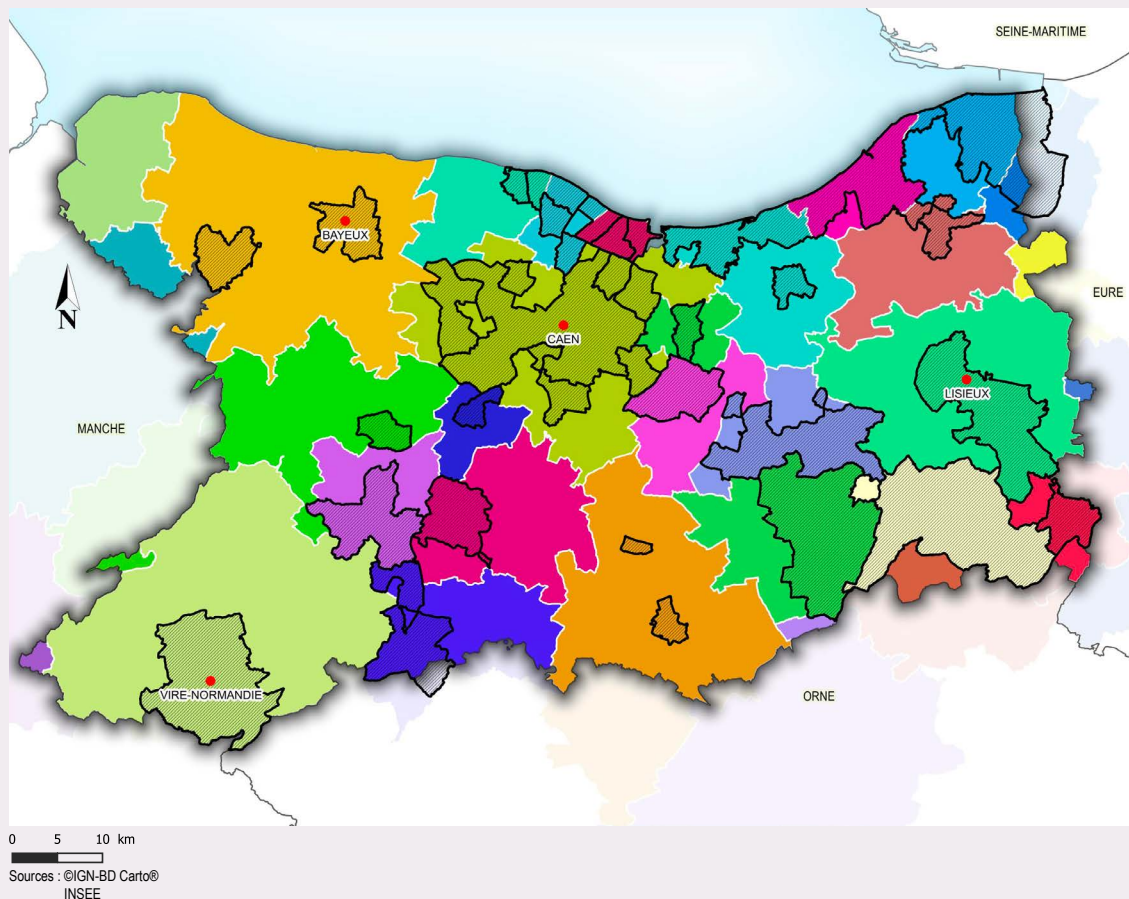 SEINE-MARITIME
BAYEUX
EURE
N
CAEN
LISIEUX
MANCHE
VIRE-NORMANDIE
ORNE
0 5 10 km
Sources : ©IGN-BD Carto®
INSEE